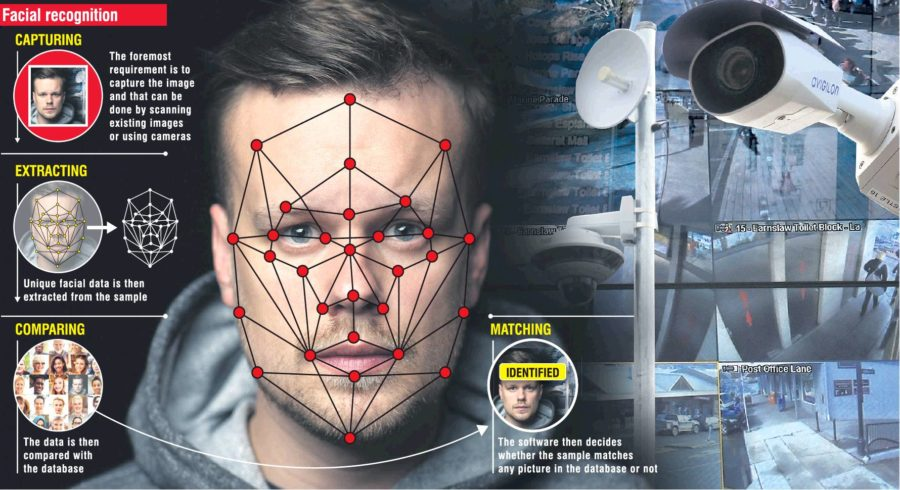 Facial recognition
CAPTURING
The foremost
requirement is to
capture the image
and that can be
done by scanning
existing images
or using cameras
EXTRACTING
Unique facial data is then
extracted from the sample
COMPARING
The data is then
compared with
the database
MATCHING
IDENTIFIED
The software then decides
whether the sample matches
any picture in the database or not
AVIGILON
Marine Parade
Earnslaw Toilet Block - La
Post Office Lane